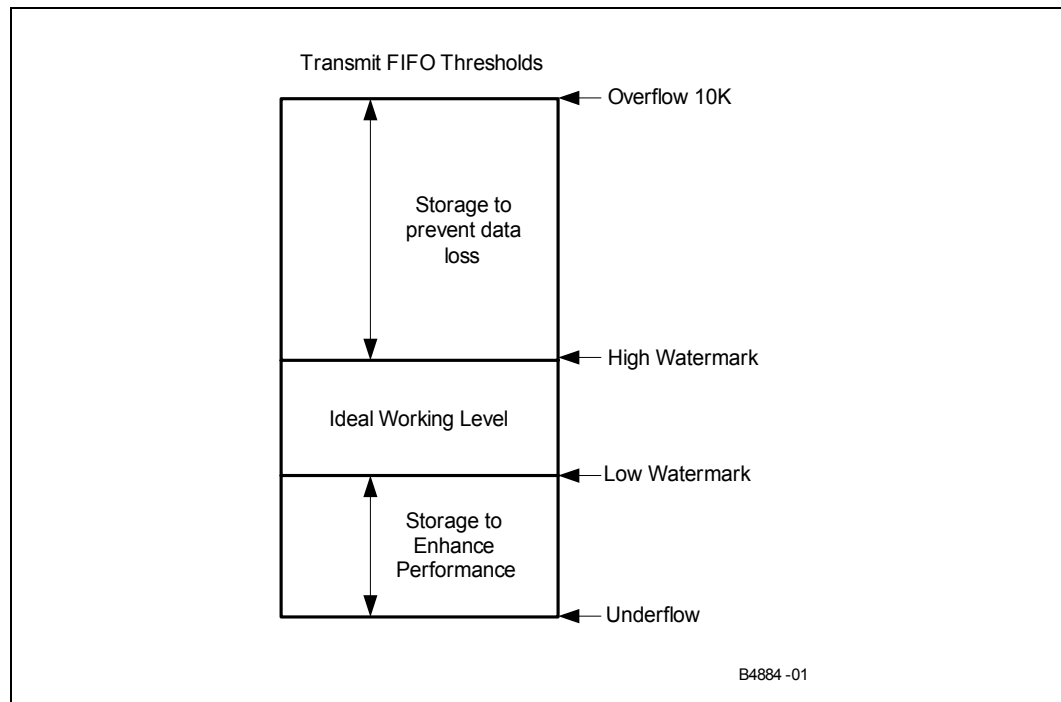 Transmit FIFO Thresholds
Overflow 10K
Storage to
prevent data
loss
High Watermark
Ideal Working Level
Low Watermark
Storage to
Enhance
Performance
Underflow
B4884 -01